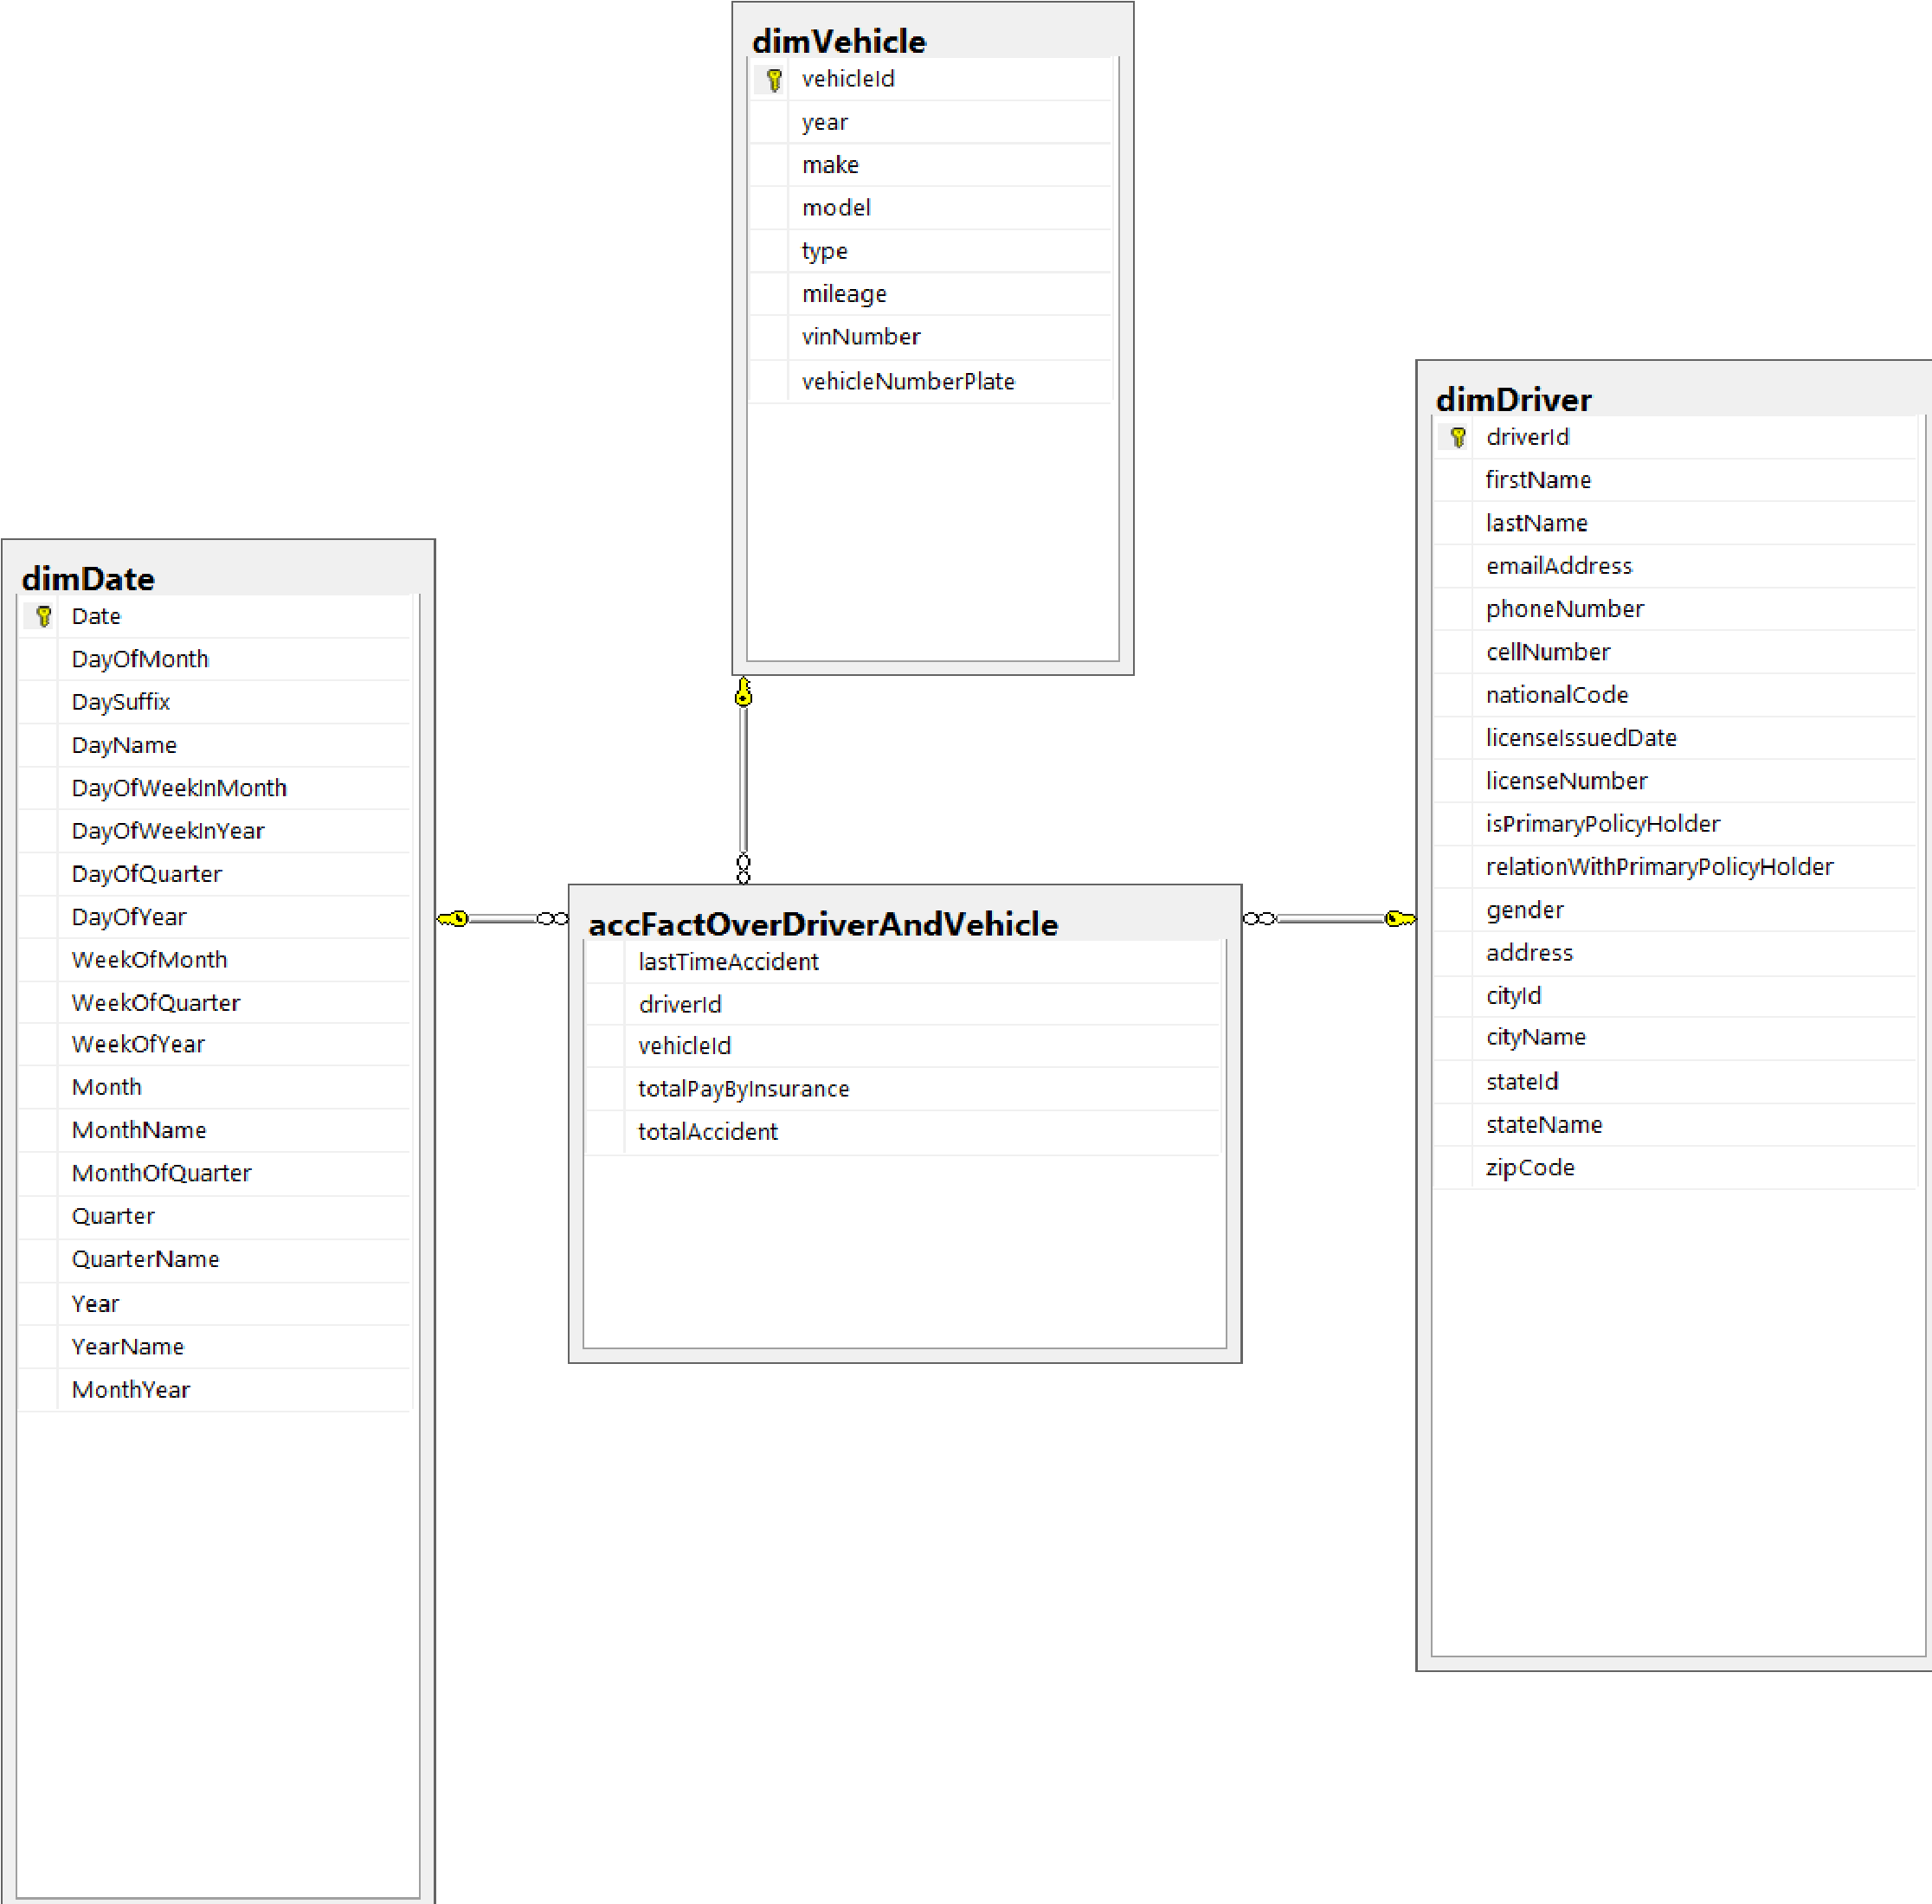 dimVehicle
vehicleId
year
make
model
type
mileage
vinNumber
vehicleNumberPlate
dimDriver
driverId
firstName
lastName
emailAddress
phoneNumber
cellNumber
nationalCode
licenseIssuedDate
licenseNumber
isPrimaryPolicyHolder
relationWithPrimaryPolicyHolder
gender
address
cityId
cityName
stateId
stateName
zipCode
dimDate
Date
DayOfMonth
DaySuffix
DayName
DayOfWeekInMonth
DayOfWeekInYear
DayOfQuarter
DayOfYear
WeekOfMonth
WeekOfQuarter
WeekOfYear
Month
MonthName
MonthOfQuarter
Quarter
QuarterName
Year
YearName
MonthYear
accFactOverDriverAndVehicle
lastTimeAccident
driverId
vehicleId
totalPayByInsurance
totalAccident